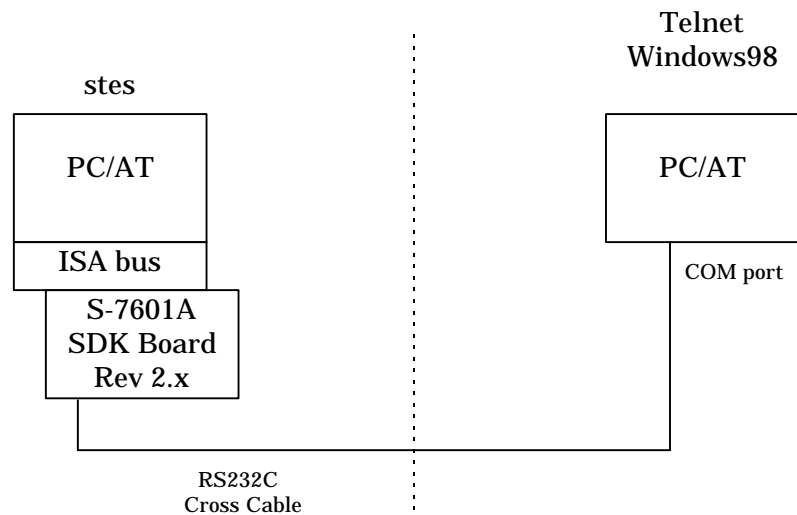 stes
PC/AT
ISA bus
S-7601A
SDK Board
Rev 2.x
RS232C
Cross Cable
Telnet
Windows98
PC/AT
COM port